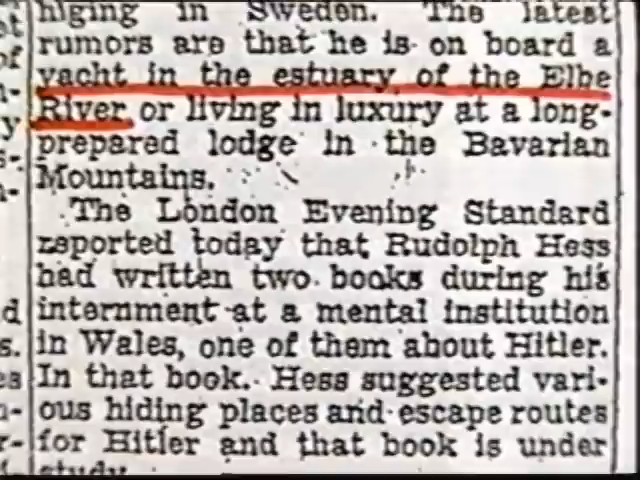 higing in Sweden. The latest
rumors are that he is on board a
yacht in the estuary of the Elbe
River or living in luxury at a long-
prepared lodge in the Bavarian
Mountains.
The London Evening Standard
reported today that Rudolph Hess
had written two books during his
internment at a mental institution
in Wales, one of them about Hitler.
In that book. Hess suggested vari-
ous hiding places and escape routes
for Hitler and that book is under
study.